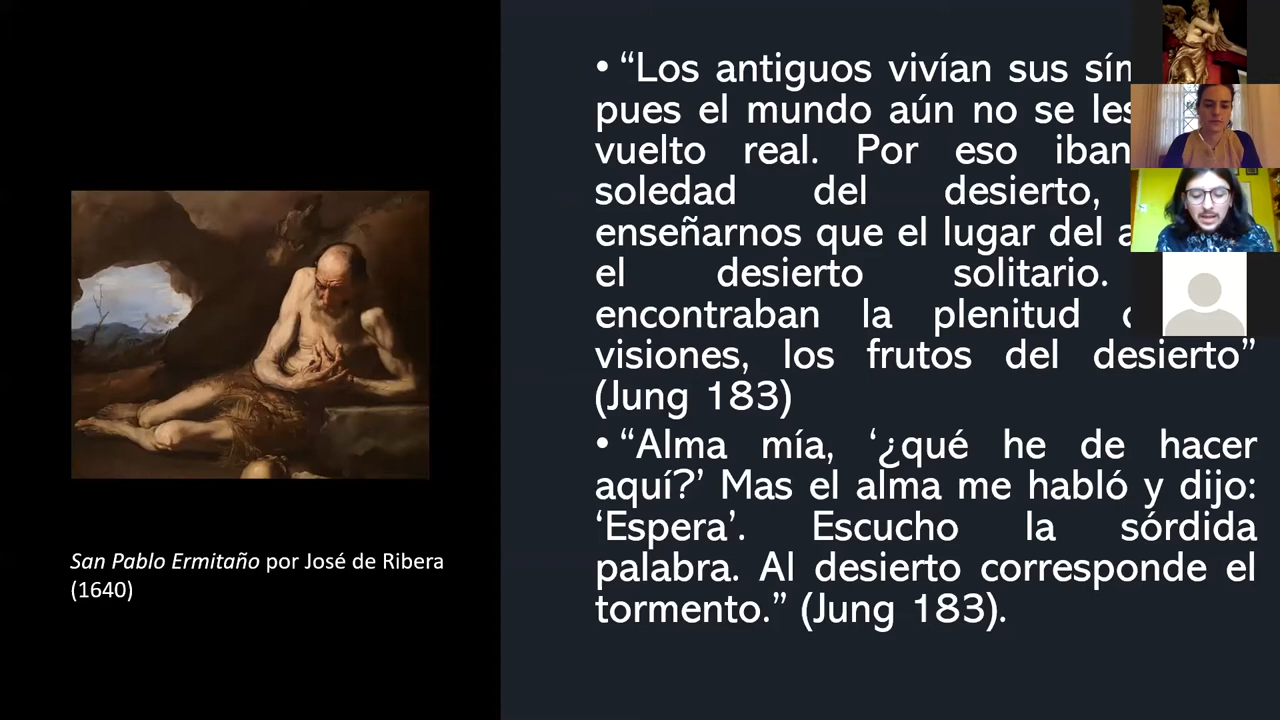 • “Los antiguos vivían sus
pues el mundo aún no se les
vuelto real. Por eso iban
soledad del desierto,
enseñarnos que el lugar del
el desierto solitario.
encontraban la plenitud
visiones, los frutos del desierto”
(Jung 183)
• “Alma mía, ‘¿qué he de hacer
aquí?’ Mas el alma me habló y dijo:
‘Espera’. Escucho la sórdida
palabra. Al desierto corresponde el
tormento.” (Jung 183).
San Pablo Ermitaño por José de Ribera
(1640)